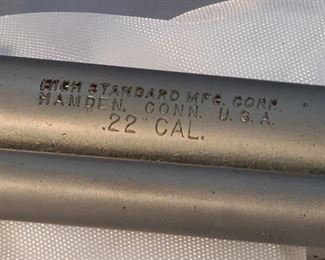 HIGH STANDARD MFG. CORP.
HAMDEN, CONN. U.S.A.
.22 CAL.